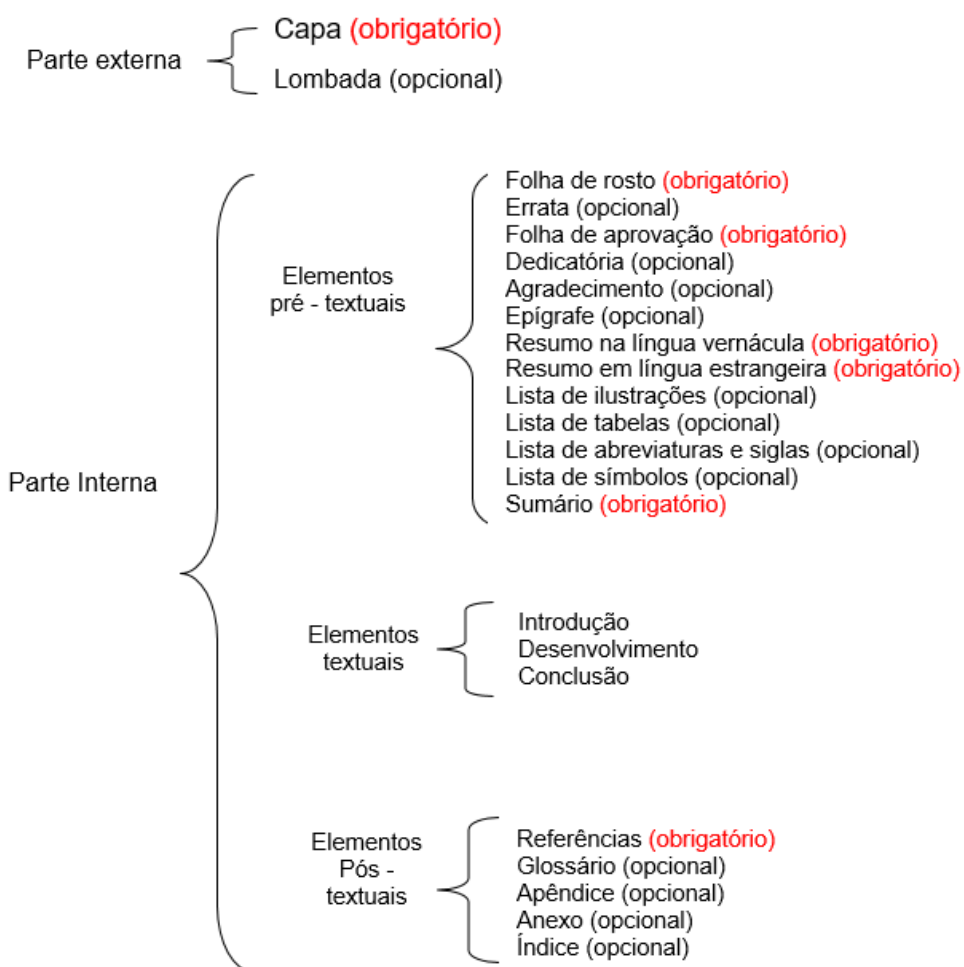 Parte externa
Capa (obrigatório)
Lombada (opcional)
Parte Interna
Elementos
pré - textuais
Folha de rosto (obrigatório)
Errata (opcional)
Folha de aprovação (obrigatório)
Dedicatória (opcional)
Agradecimento (opcional)
Epígrafe (opcional)
Resumo na língua vernácula (obrigatório)
Resumo em língua estrangeira (obrigatório)
Lista de ilustrações (opcional)
Lista de tabelas (opcional)
Lista de abreviaturas e siglas (opcional)
Lista de símbolos (opcional)
Sumário (obrigatório)
Elementos
textuais
Introdução
Desenvolvimento
Conclusão
Elementos
Pós -
textuais
Referências (obrigatório)
Glossário (opcional)
Apêndice (opcional)
Anexo (opcional)
Índice (opcional)